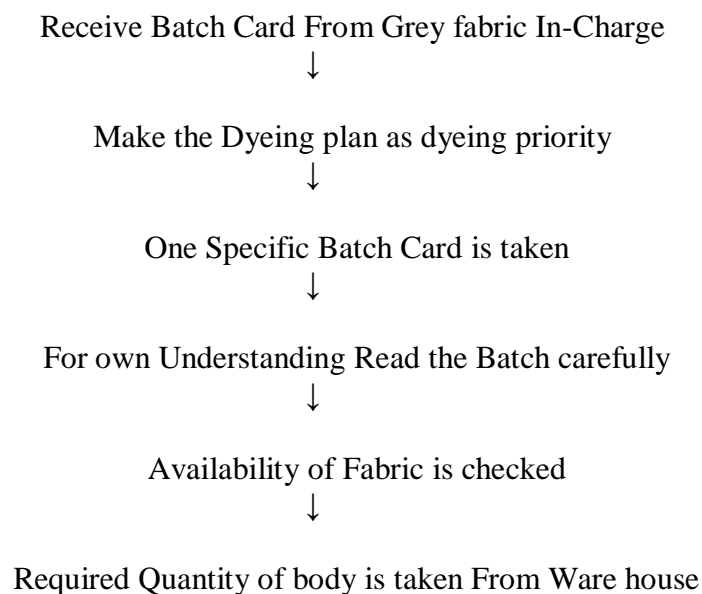 Receive Batch Card From Grey fabric In-Charge
↓
Make the Dyeing plan as dyeing priority
↓
One Specific Batch Card is taken
↓
For own Understanding Read the Batch carefully
↓
Availability of Fabric is checked
↓
Required Quantity of body is taken From Ware house